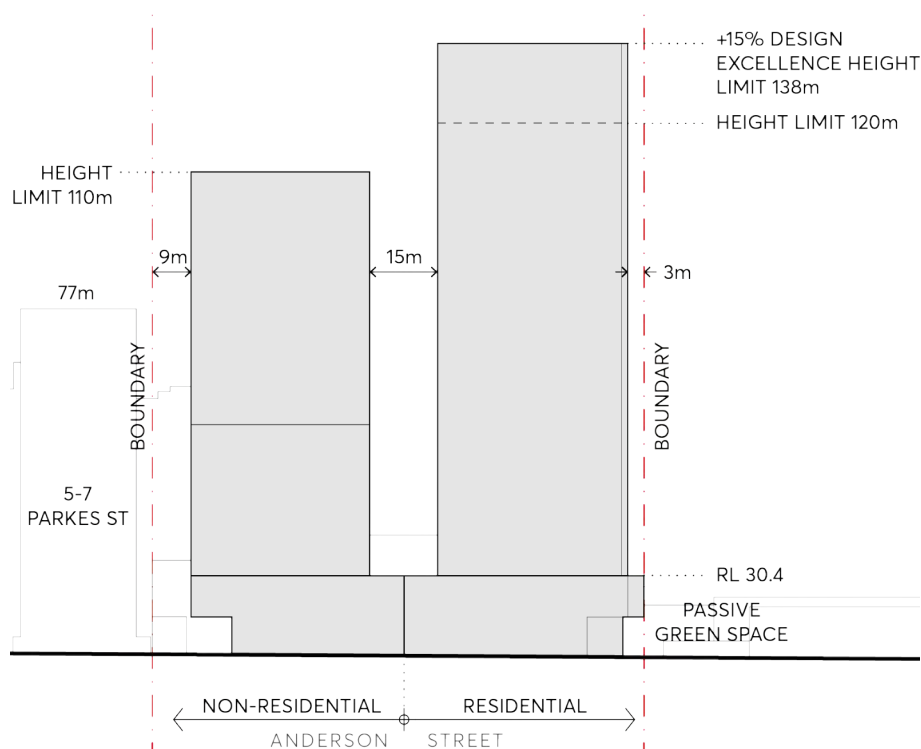 +15% DESIGN
EXCELLENCE HEIGHT
LIMIT 138m
HEIGHT LIMIT 120m
HEIGHT
LIMIT 110m
9m
15m
3m
77m
BOUNDARY
BOUNDARY
5-7
PARKES ST
RL 30.4
PASSIVE
GREEN SPACE
NON-RESIDENTIAL
RESIDENTIAL
ANDERSON STREET